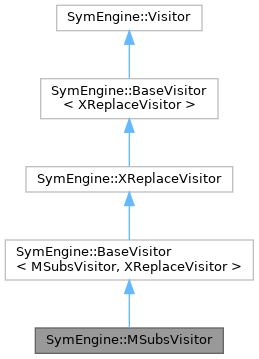 SymEngine::Visitor
SymEngine::BaseVisitor
< XReplaceVisitor >
SymEngine::XReplaceVisitor
SymEngine::BaseVisitor
< MSubsVisitor, XReplaceVisitor >
SymEngine::MSubsVisitor